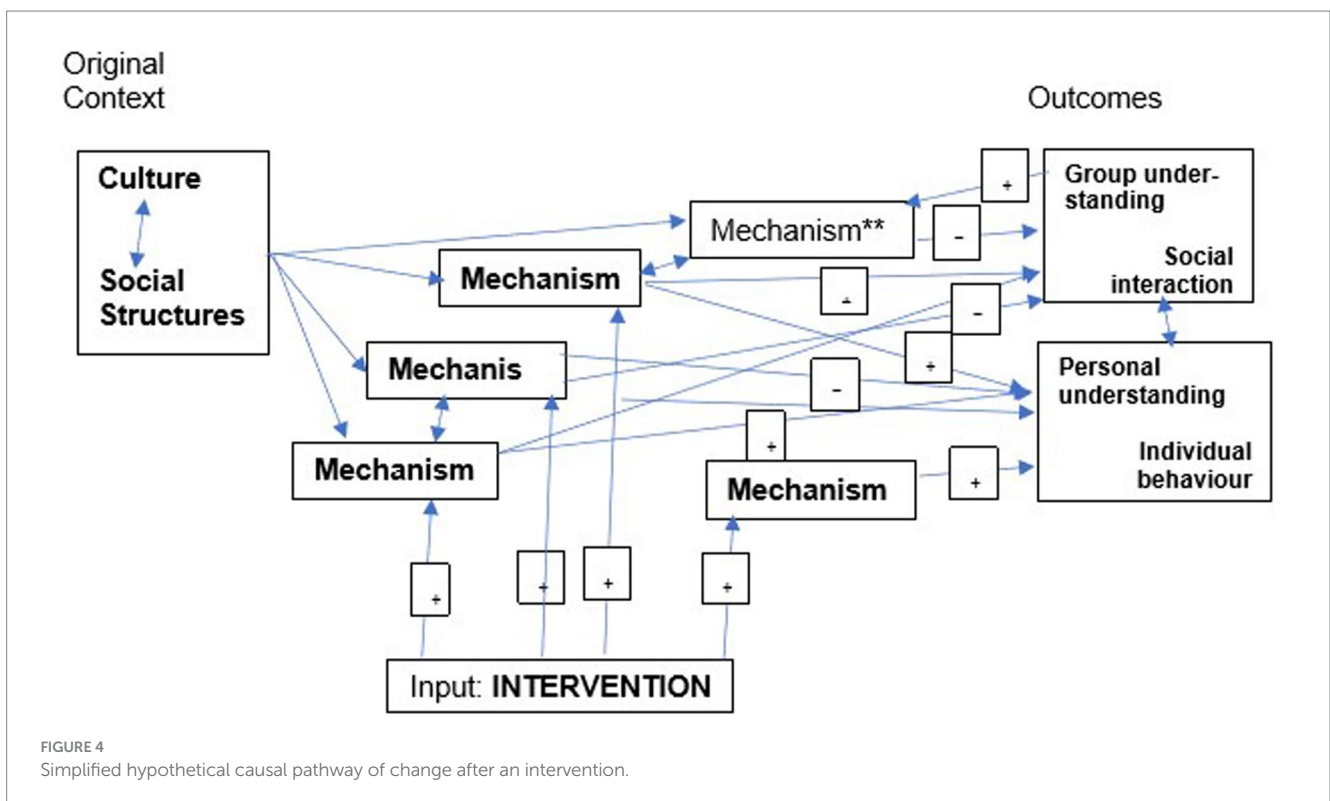 Original
Context
Outcomes
Culture
Social
Structures
Mechanism**
Mechanism
Mechanis
Mechanism
Mechanism
Group under-
standing
Social
interaction
Personal
understanding
Individual
behaviour
+
-
+
-
+
-
+
+
+
+
+
+
Input: INTERVENTION
FIGURE 4
Simplified hypothetical causal pathway of change after an intervention.